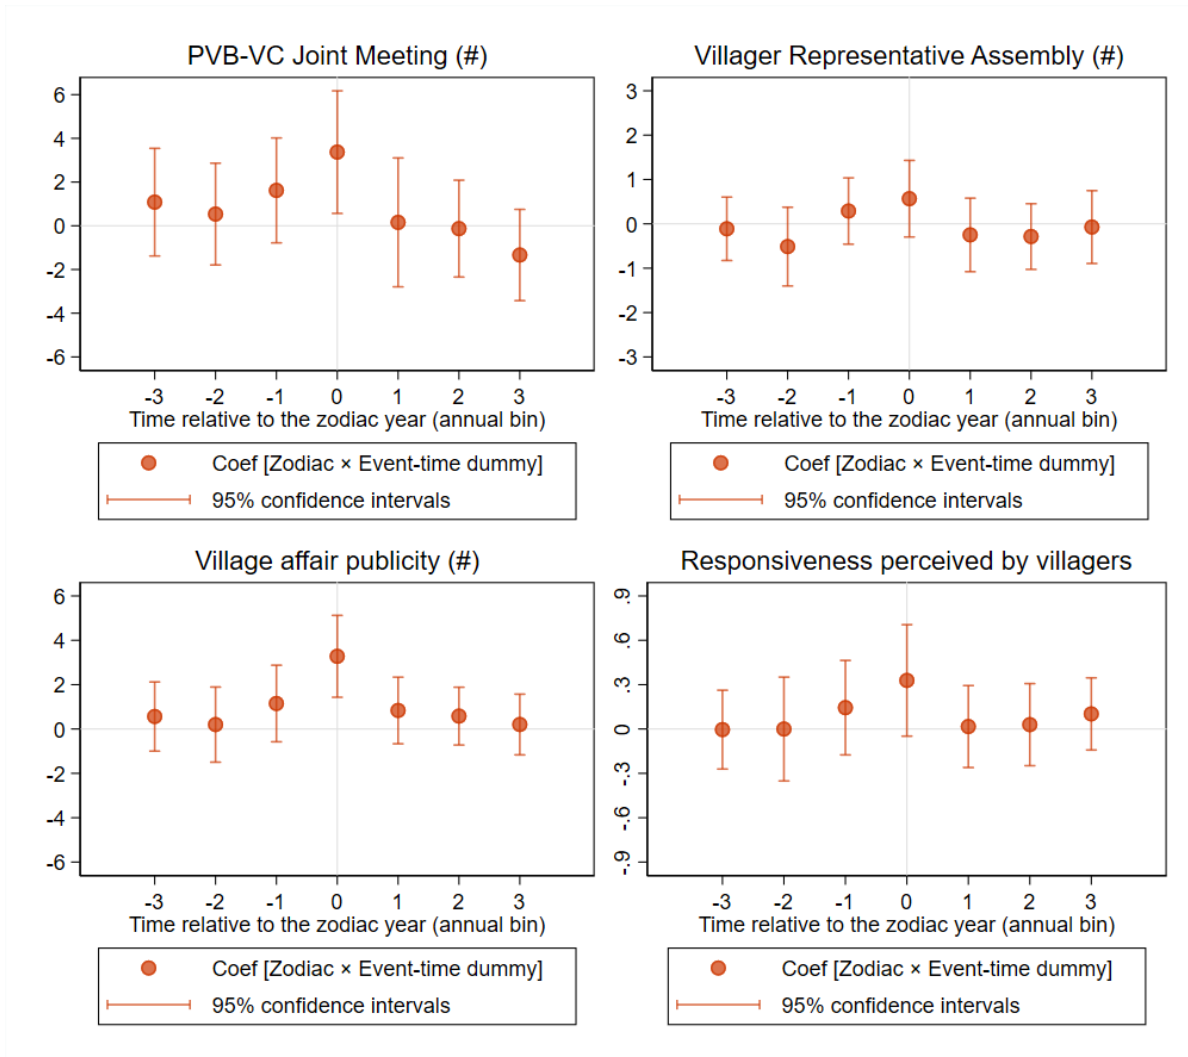 PVB-VC Joint Meeting (#)
6
4
2
0
-2
-4
-6
-3 -2 -1 0 1 2 3
Time relative to the zodiac year (annual bin)
Coef [Zodiac × Event-time dummy]
95% confidence intervals
Villager Representative Assembly (#)
3
2
1
0
-1
-2
-3
-3 -2 -1 0 1 2 3
Time relative to the zodiac year (annual bin)
Coef [Zodiac × Event-time dummy]
95% confidence intervals
Village affair publicity (#)
6
4
2
0
-2
-4
-6
-3 -2 -1 0 1 2 3
Time relative to the zodiac year (annual bin)
Coef [Zodiac × Event-time dummy]
95% confidence intervals
Responsiveness perceived by villagers
.9
.6
.3
0
-.3
-.6
-.9
-3 -2 -1 0 1 2 3
Time relative to the zodiac year (annual bin)
Coef [Zodiac × Event-time dummy]
95% confidence intervals